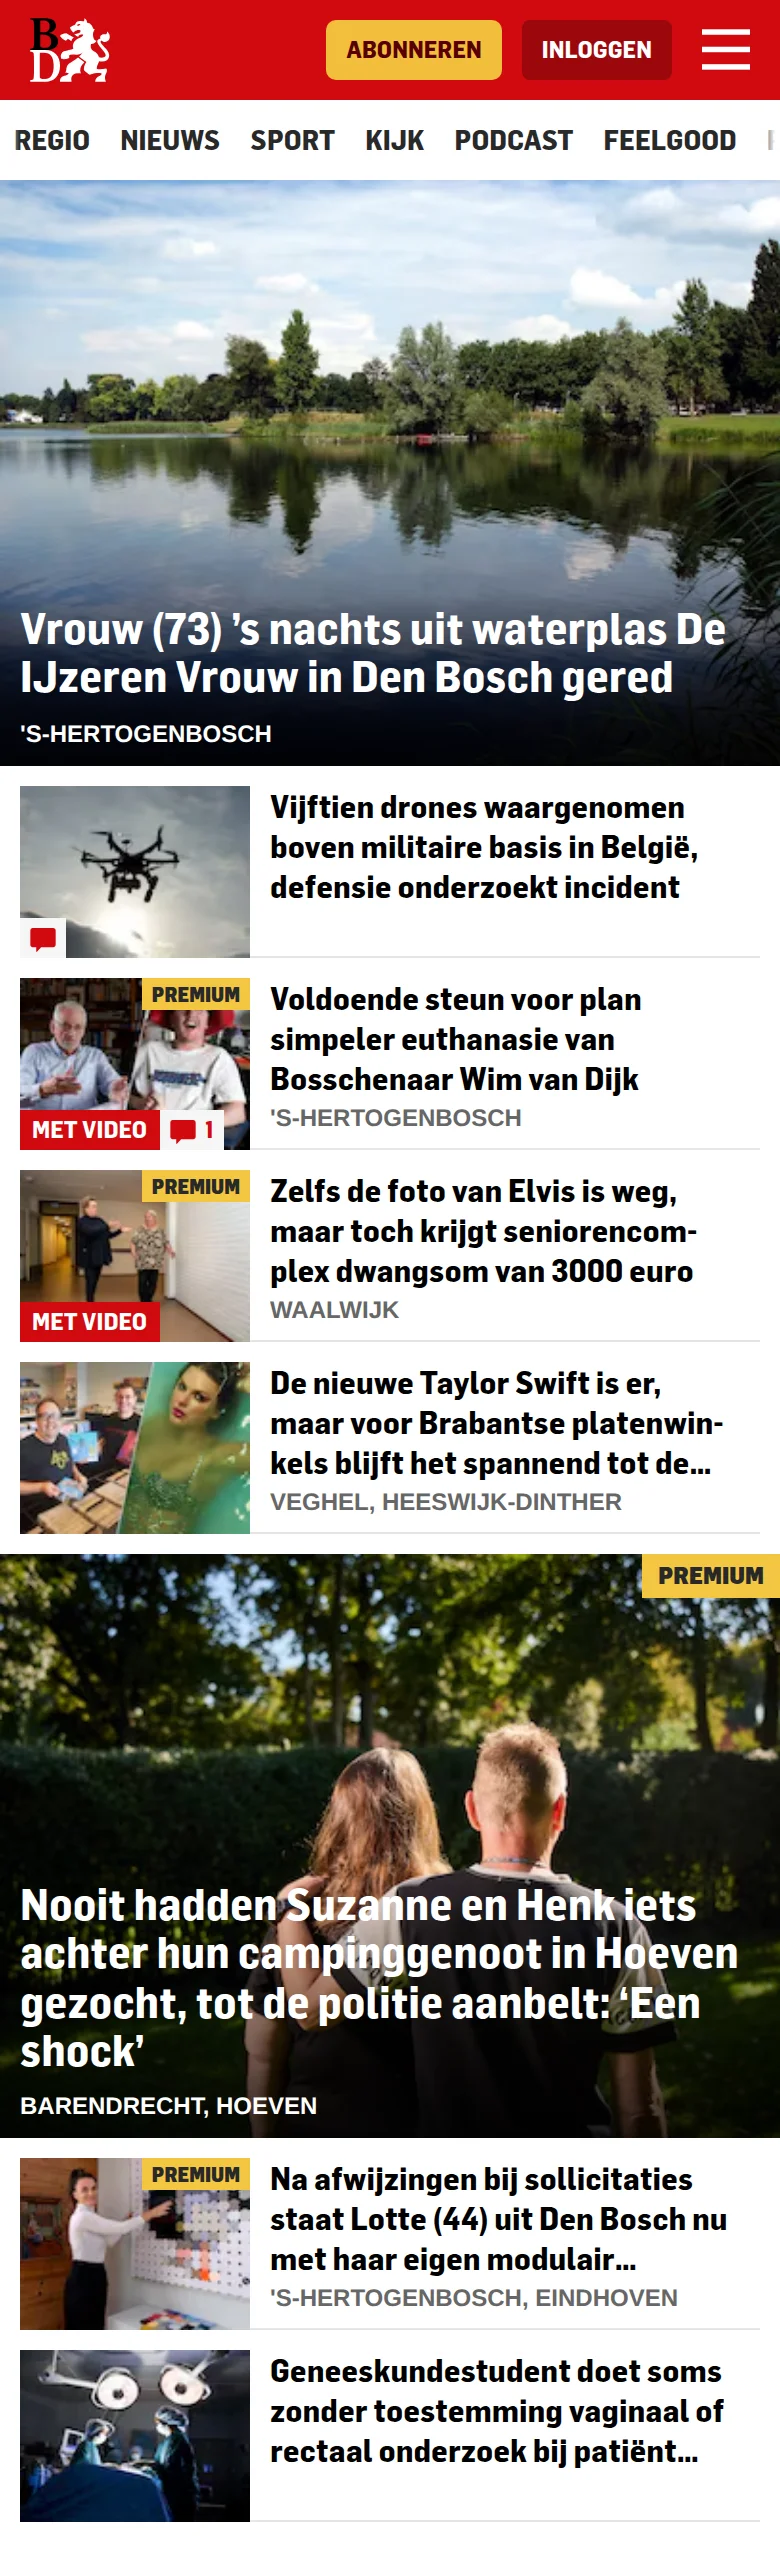 BD
ABONNEREN
INLOGGEN
REGIO NIEUWS SPORT KIJK PODCAST FEELGOOD
Vrouw (73) ’s nachts uit waterplas De
IJzeren Vrouw in Den Bosch gered
'S-HERTOGENBOSCH
Vijftien drones waargenomen
boven militaire basis in België,
defensie onderzoekt incident
PREMIUM
MET VIDEO
1
Voldoende steun voor plan
simpeler euthanasie van
Bosschenaar Wim van Dijk
'S-HERTOGENBOSCH
PREMIUM
MET VIDEO
Zelfs de foto van Elvis is weg,
maar toch krijgt seniorencom-
plex dwangsom van 3000 euro
WAALWIJK
De nieuwe Taylor Swift is er,
maar voor Brabantse platenwin-
kels blijft het spannend tot de...
VEGHEL, HEESWIJK-DINTHER
PREMIUM
Nooit hadden Suzanne en Henk iets
achter hun campinggenoot in Hoeven
gezocht, tot de politie aanbelt: ‘Een
shock’
BARENDRECHT, HOEVEN
PREMIUM
Na afwijzingen bij sollicitaties
staat Lotte (44) uit Den Bosch nu
met haar eigen modulair...
'S-HERTOGENBOSCH, EINDHOVEN
Geneeskundestudent doet soms
zonder toestemming vaginaal of
rectaal onderzoek bij patiënt...